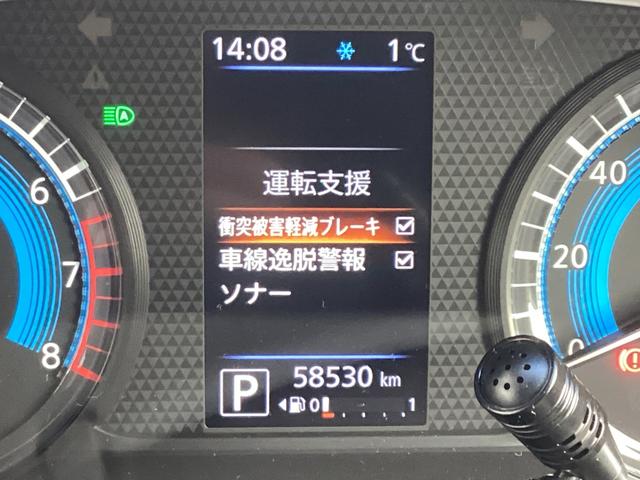 14:08 1℃
A
運転支援
衝突被害軽減ブレーキ
車線逸脱警報
ソナー
6
7
8
40
20
0
P 58530 km
0 1